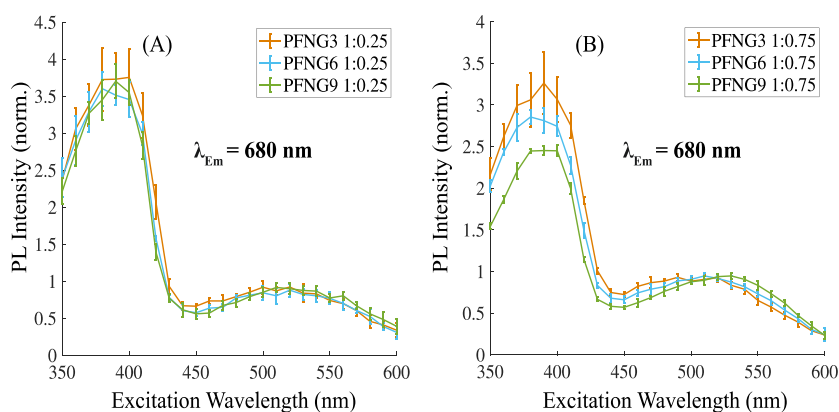 (A)
PFNG3 1:0.25
PFNG6 1:0.25
PFNG9 1:0.25
λEm = 680 nm
PL Intensity (norm.)
4.5
4
3.5
3
2.5
2
1.5
1
0.5
0
350 400 450 500 550 600
Excitation Wavelength (nm)
(B)
PFNG3 1:0.75
PFNG6 1:0.75
PFNG9 1:0.75
λEm = 680 nm
PL Intensity (norm.)
4
3.5
3
2.5
2
1.5
1
0.5
0
350 400 450 500 550 600
Excitation Wavelength (nm)